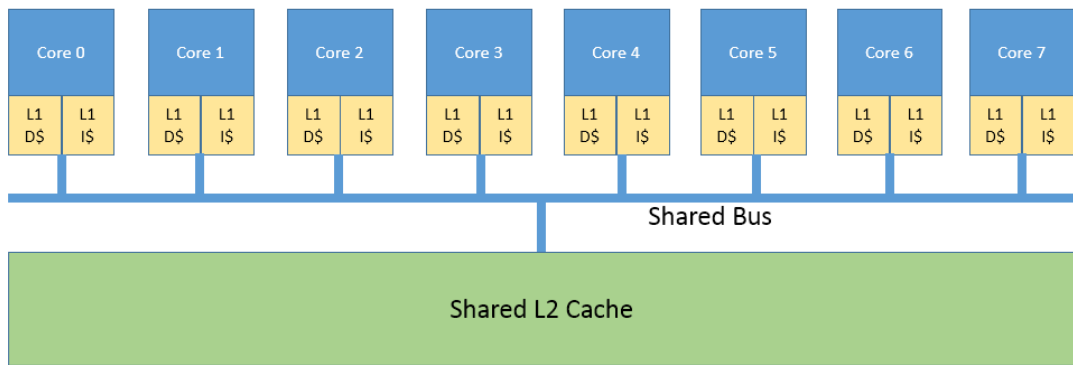 Core 0
Core 1
Core 2
Core 3
Core 4
Core 5
Core 6
Core 7
L1 L1
D$ I$
L1 L1
D$ I$
L1 L1
D$ I$
L1 L1
D$ I$
L1 L1
D$ I$
L1 L1
D$ I$
L1 L1
D$ I$
L1 L1
D$ I$
Shared Bus
Shared L2 Cache